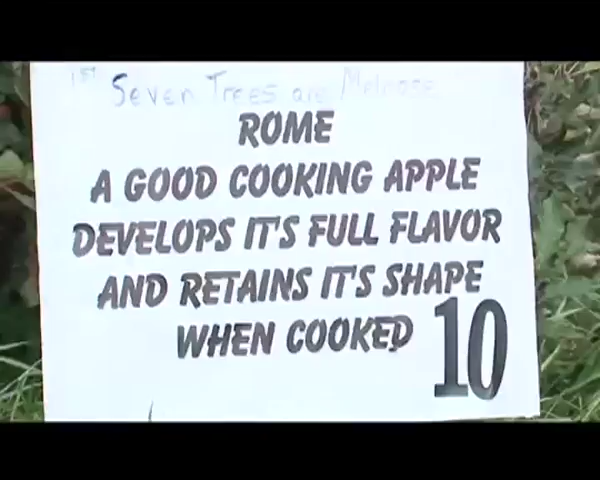 1st Seven Trees are Melrose
ROME
A GOOD COOKING APPLE
DEVELOPS IT'S FULL FLAVOR
AND RETAINS IT'S SHAPE
WHEN COOKED
10